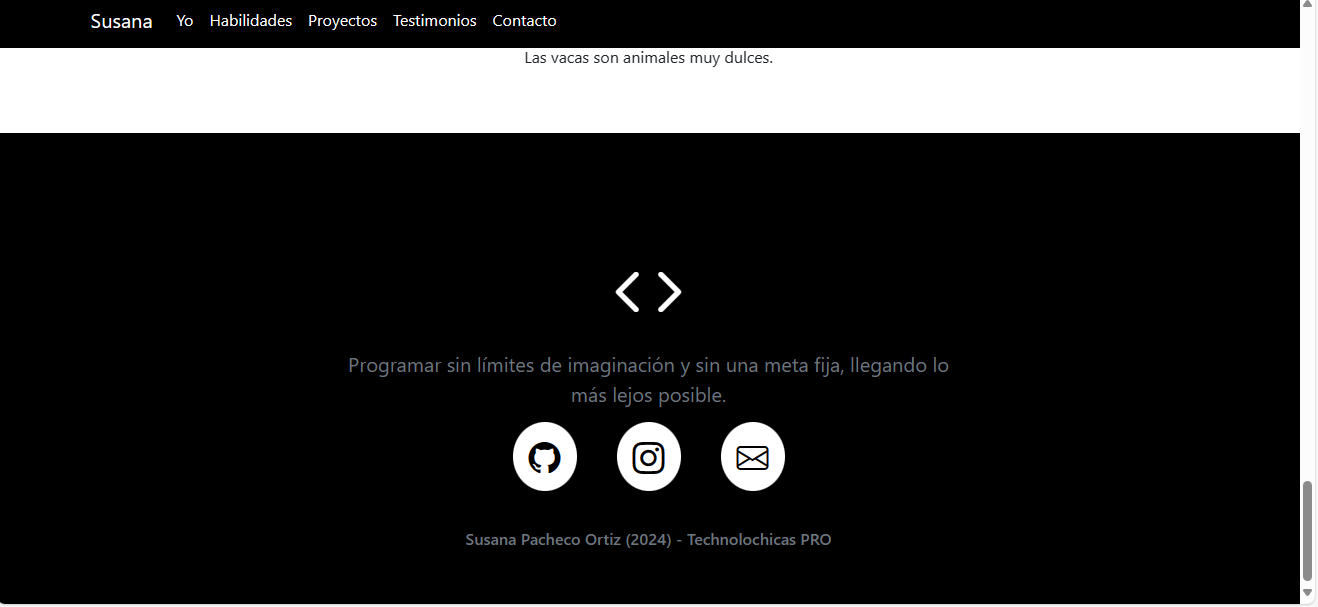 Susana Yo Habilidades Proyectos Testimonios Contacto
Las vacas son animales muy dulces.
Programar sin límites de imaginación y sin una meta fija, llegando lo
más lejos posible.
Susana Pacheco Ortiz (2024) - Technolochicas PRO